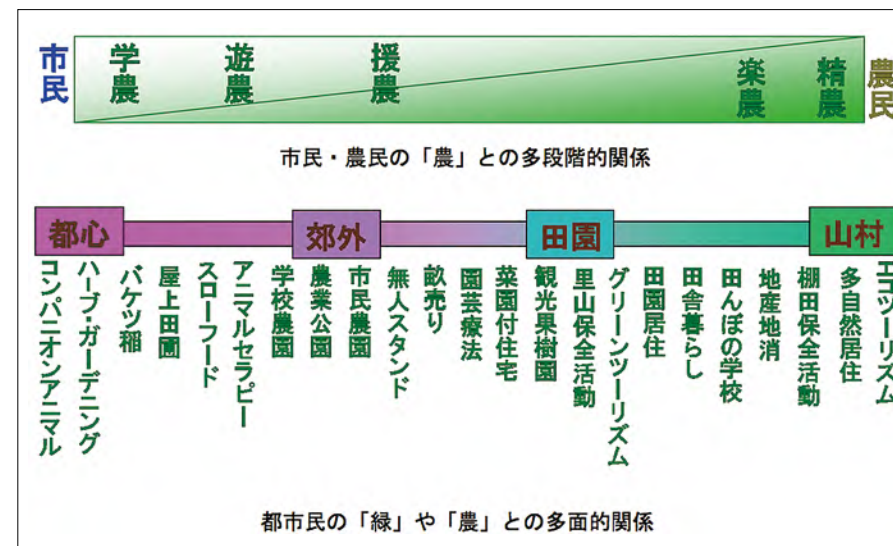 市民
学農
遊農
援農
楽農
精農
農民
市民・農民の「農」との多段階的関係
都心
郊外
田園
山村
コンパニオンアニマル
ハーブ・ガーデニング
バケツ稲
屋上田圃
スローフード
アニマルセラピー
学校農園
農業公園
市民農園
無人スタンド
畝売り
園芸療法
菜園付住宅
観光果樹園
里山保全活動
グリーンツーリズム
田園居住
田舎暮らし
田んぼの学校
地産地消
棚田保全活動
多自然居住
エコツーリズム
都市民の「緑」や「農」との多面的関係